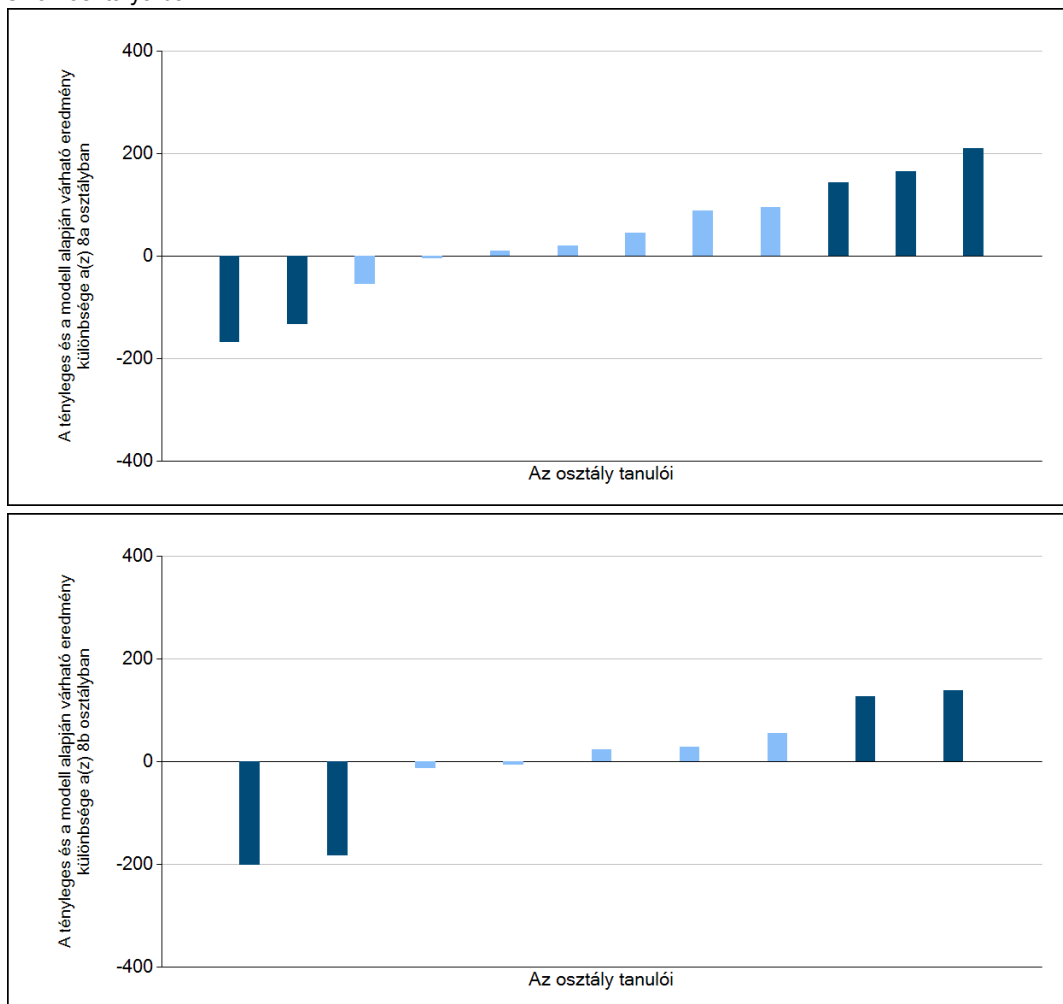 400
200
0
-200
-400
A tényleges és a modell alapján várható eredmény
különbsége a(z) 8a osztályban
Az osztály tanulói
400
200
0
-200
-400
A tényleges és a modell alapján várható eredmény
különbsége a(z) 8b osztályban
Az osztály tanulói